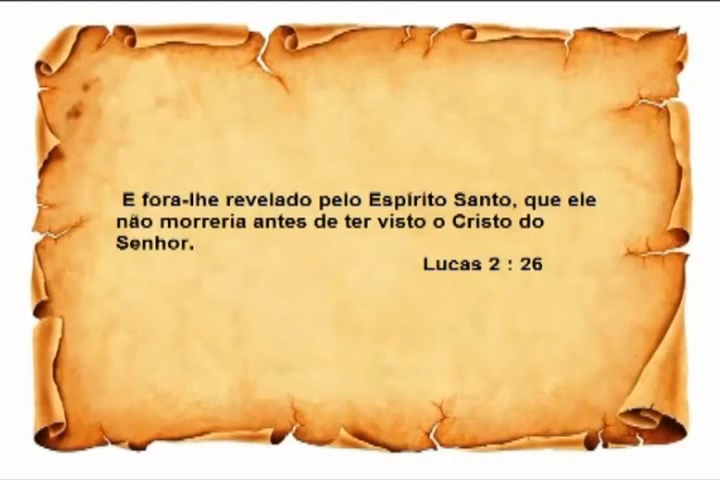 E fora-lhe revelado pelo Espírito Santo, que ele
não morreria antes de ter visto o Cristo do
Senhor.
Lucas 2 : 26